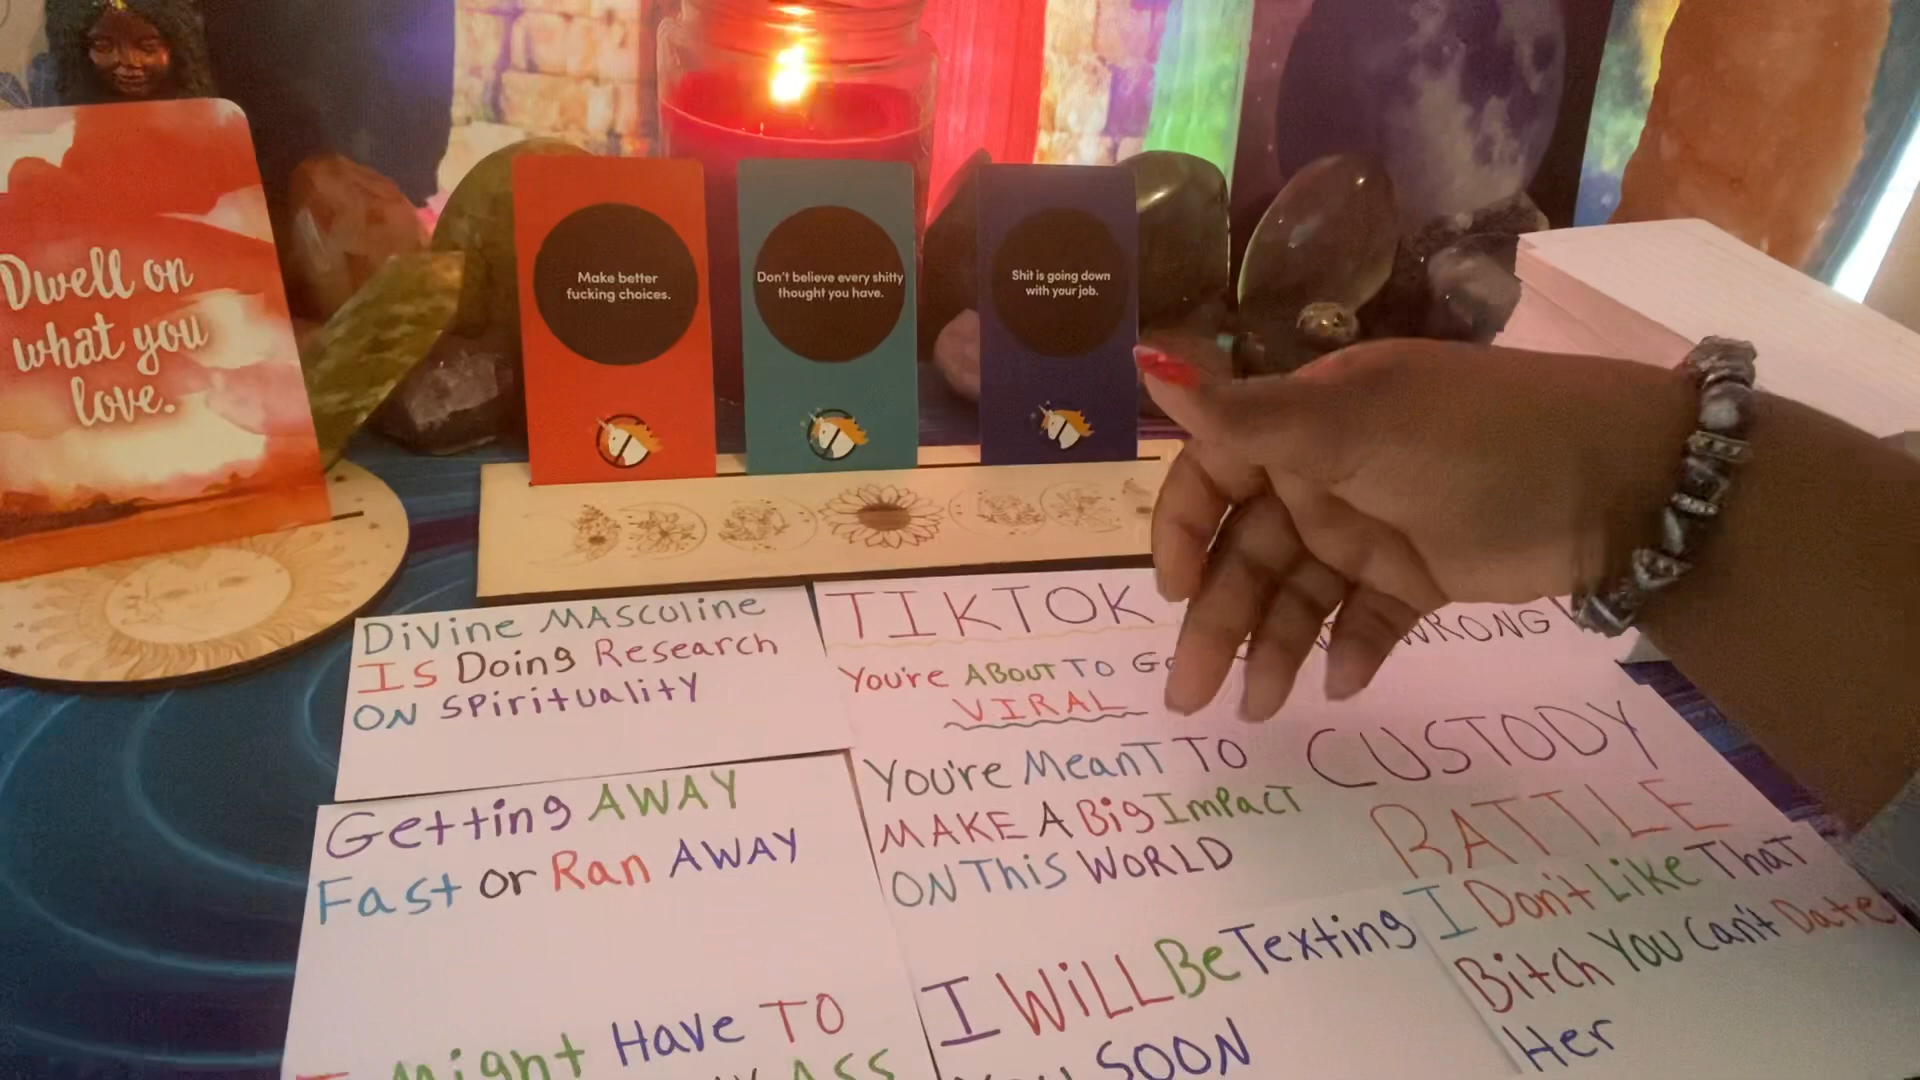 Dwell on
what you
love.
Make better
fucking choices.
Don't believe every shitty
thought you have.
Shit is going down
with your job.
DiVine MAsculine
IS Doing Research
ON SPirituality
TIKTOK
You're ABOUT TO
VIRAL
You're MeanT TO
MAKE A Big ImPacT
ON This WORLD
WRONG
CUSTODY
BATTLE
Getting AWAY
Fast or Ran AWAY
Might Have TO
ASS
I WiLL Be Texting
SOON
I Don't Like That
Bitch You Can't Date
Her